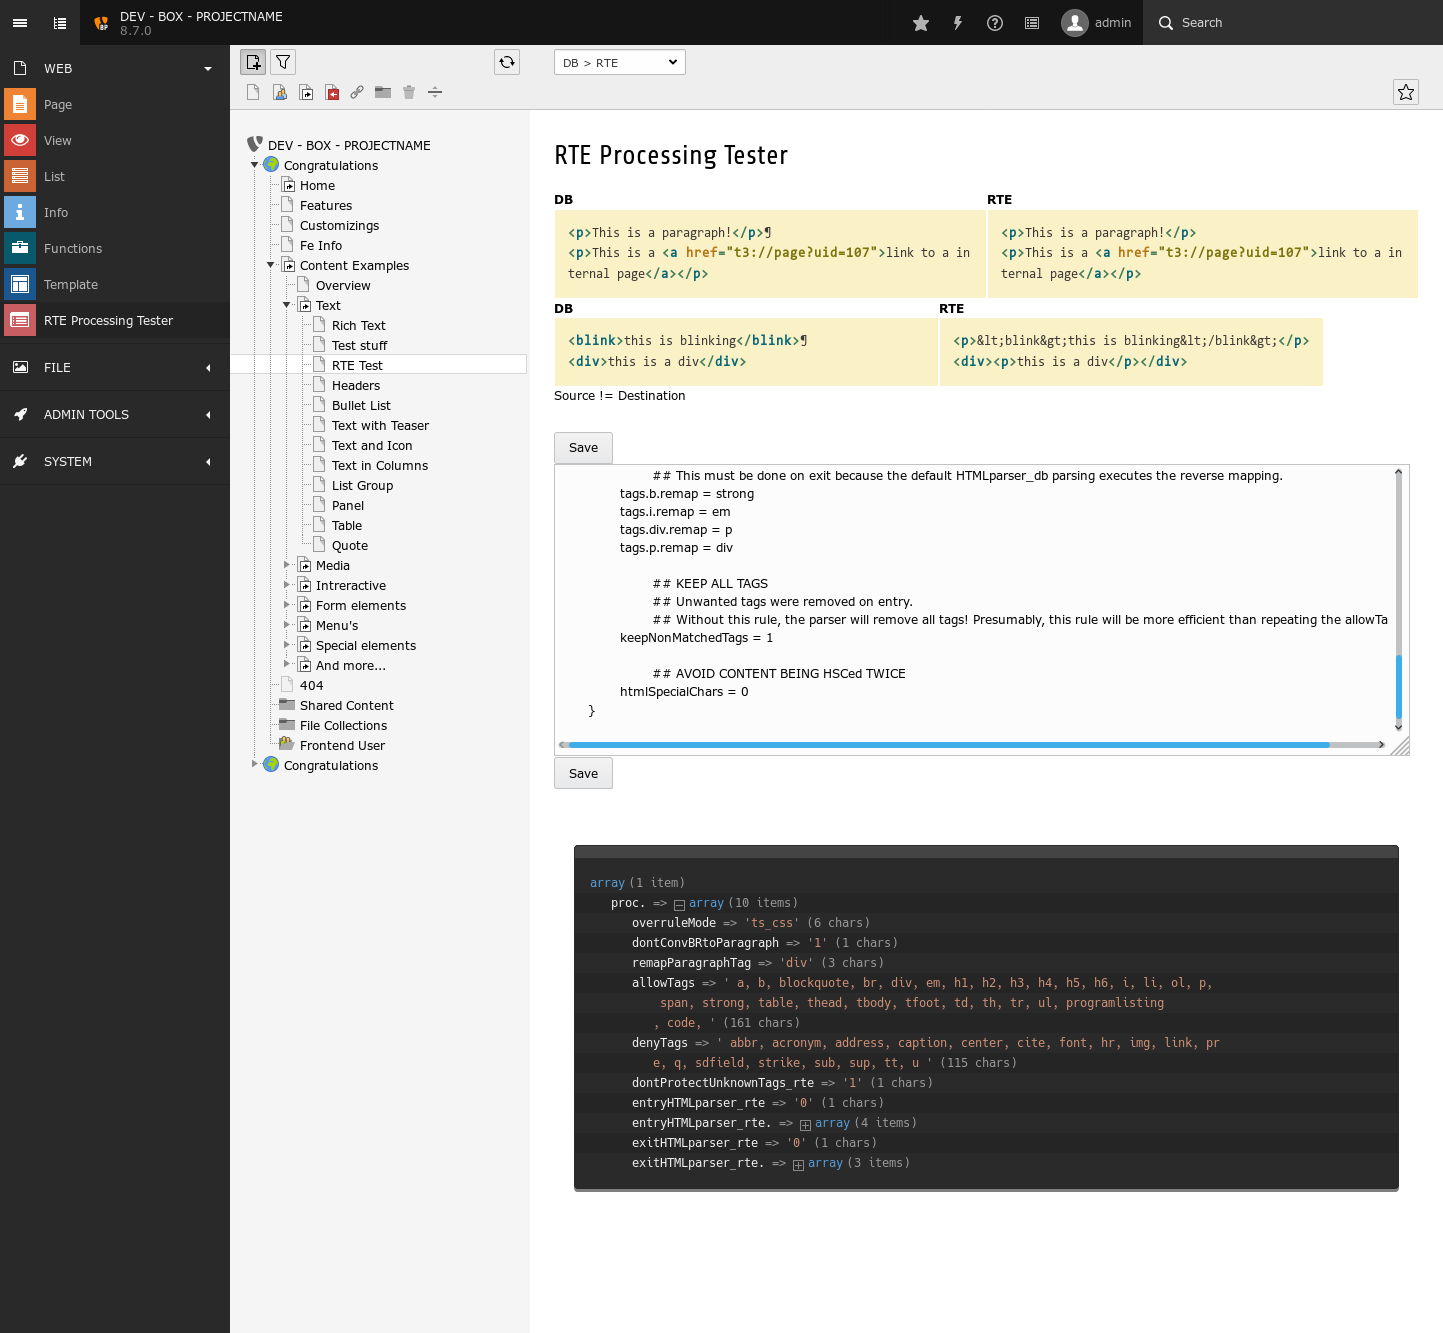 DEV - BOX - PROJECTNAME
8.7.0
admin
Search
WEB
Page
View
List
Info
Functions
Template
RTE Processing Tester
FILE
ADMIN TOOLS
SYSTEM
DEV - BOX - PROJECTNAME
Congratulations
Home
Features
Customizings
Fe Info
Content Examples
Overview
Text
Rich Text
Test stuff
RTE Test
Headers
Bullet List
Text with Teaser
Text and Icon
Text in Columns
List Group
Panel
Table
Quote
Media
Intreractive
Form elements
Menu's
Special elements
And more...
404
Shared Content
File Collections
Frontend User
Congratulations
DB > RTE
RTE Processing Tester
DB
<p>This is a paragraph!</p>¶
<p>This is a <a href="t3://page?uid=107">link to a in
ternal page</a></p>
RTE
<p>This is a paragraph!</p>
<p>This is a <a href="t3://page?uid=107">link to a in
ternal page</a></p>
DB
<blink>this is blinking</blink>¶
<div>this is a div</div>
RTE
<p>&lt;blink&gt;this is blinking&lt;/blink&gt;</p>
<div><p>this is a div</p></div>
Source != Destination
Save
## This must be done on exit because the default HTMLparser_db parsing executes the reverse mapping.
tags.b.remap = strong
tags.i.remap = em
tags.div.remap = p
tags.p.remap = div
## KEEP ALL TAGS
## Unwanted tags were removed on entry.
## Without this rule, the parser will remove all tags! Presumably, this rule will be more efficient than repeating the allowTa
keepNonMatchedTags = 1
## AVOID CONTENT BEING HSCed TWICE
htmlSpecialChars = 0
}
Save
array (1 item)
proc. => array (10 items)
overruleMode => 'ts_css' (6 chars)
dontConvBRtoParagraph => '1' (1 chars)
remapParagraphTag => 'div' (3 chars)
allowTags => ' a, b, blockquote, br, div, em, h1, h2, h3, h4, h5, h6, i, li, ol, p,
span, strong, table, thead, tbody, tfoot, td, th, tr, ul, programlisting
, code, ' (161 chars)
denyTags => ' abbr, acronym, address, caption, center, cite, font, hr, img, link, pr
e, q, sdfield, strike, sub, sup, tt, u ' (115 chars)
dontProtectUnknownTags_rte => '1' (1 chars)
entryHTMLparser_rte => '0' (1 chars)
entryHTMLparser_rte. => array (4 items)
exitHTMLparser_rte => '0' (1 chars)
exitHTMLparser_rte. => array (3 items)